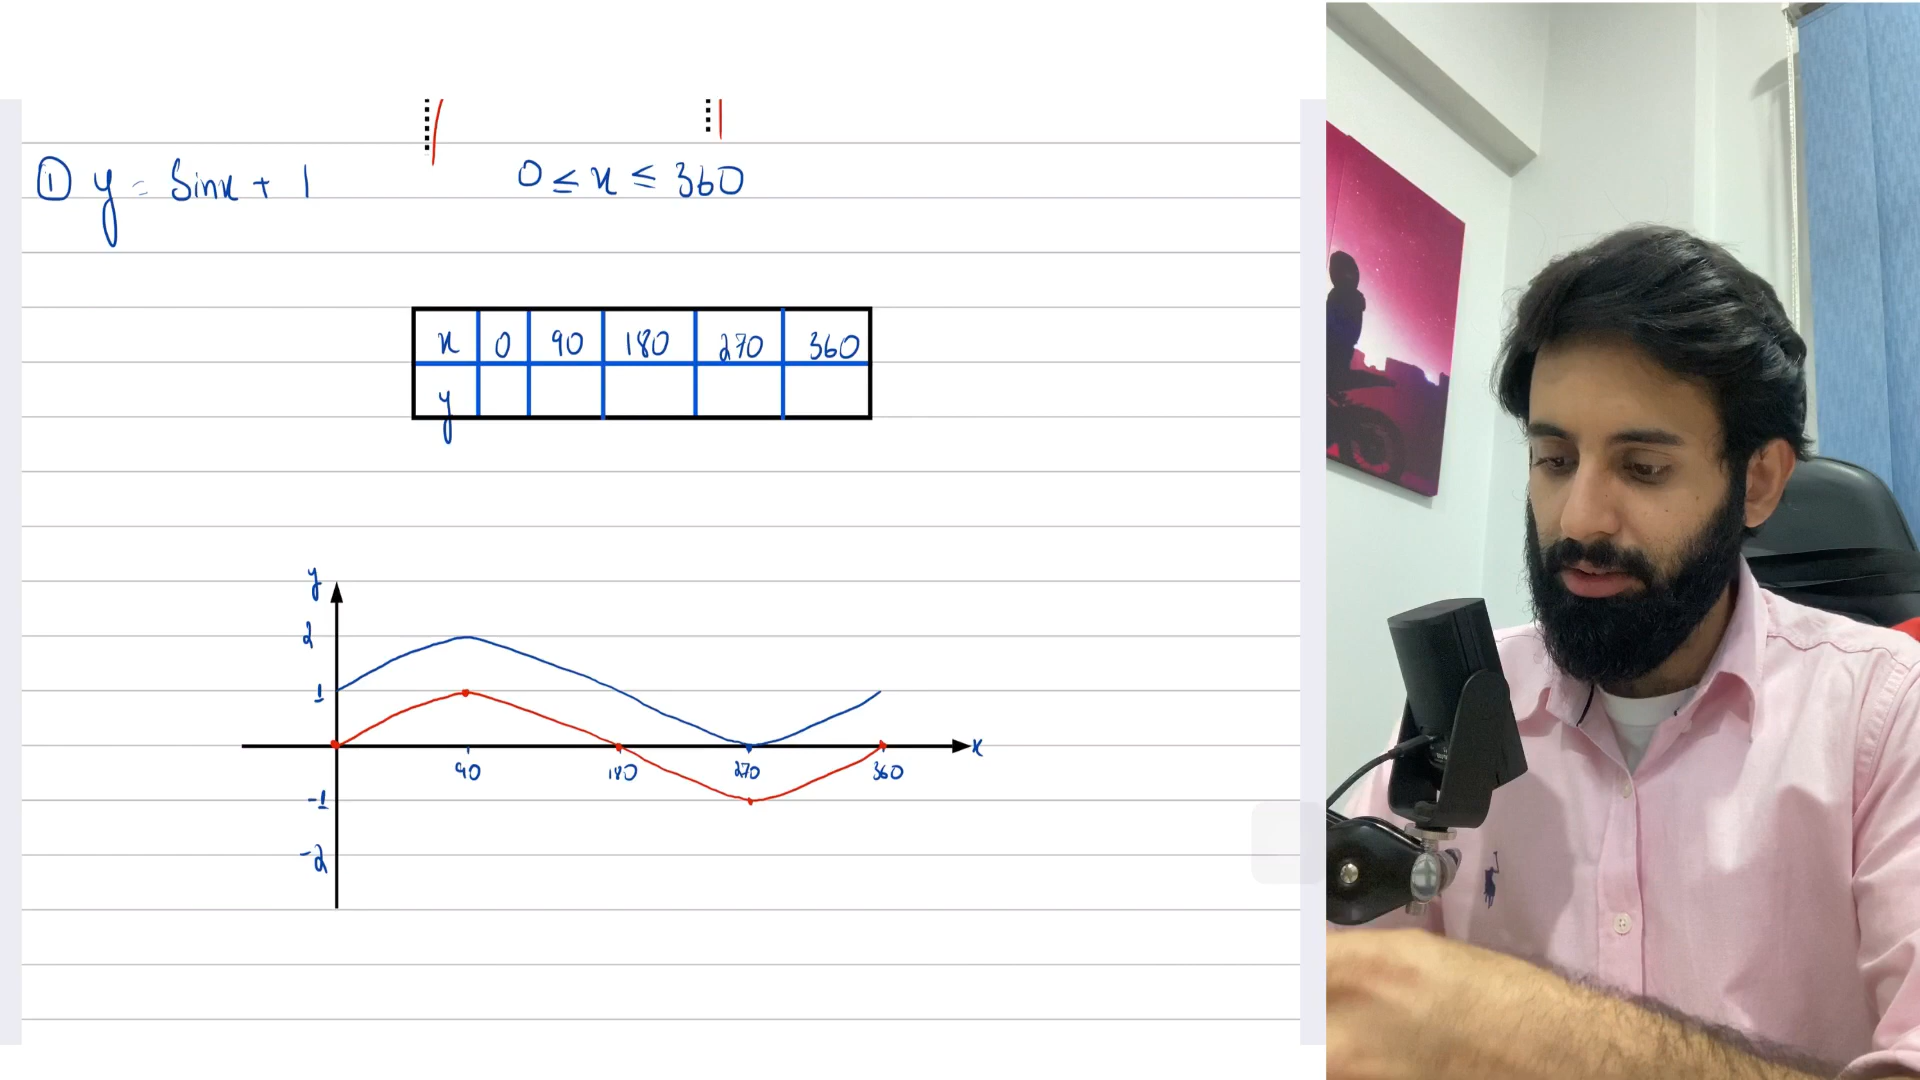 ① y = Sinx + 1 0 ≤ x ≤ 360
x 0 90 180 270 360
y
y
2
1
x
90 180 270 360
-1
-2